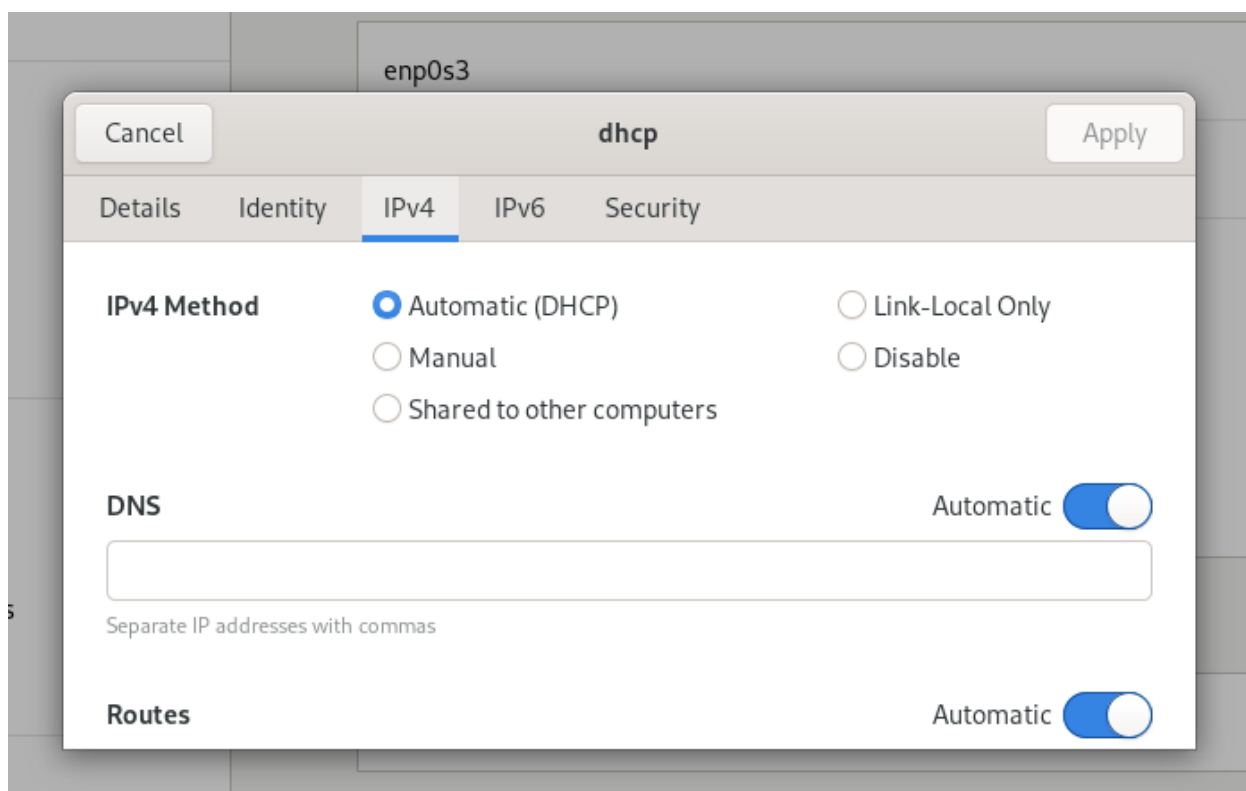 enp0s3
Cancel dhcp Apply
Details Identity IPv4 IPv6 Security
IPv4 Method Automatic (DHCP) Link-Local Only
Manual Disable
Shared to other computers
DNS Automatic
Separate IP addresses with commas
s
Routes Automatic